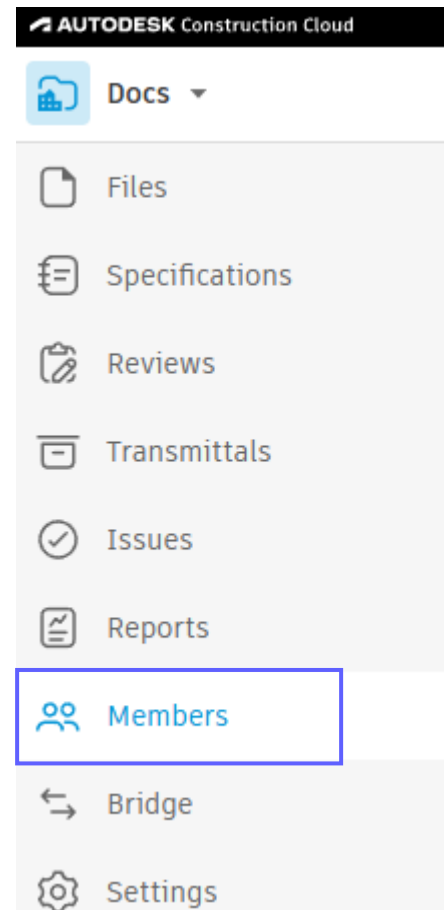 AUTODESK Construction Cloud
Docs
Files
Specifications
Reviews
Transmittals
Issues
Reports
Members
Bridge
Settings